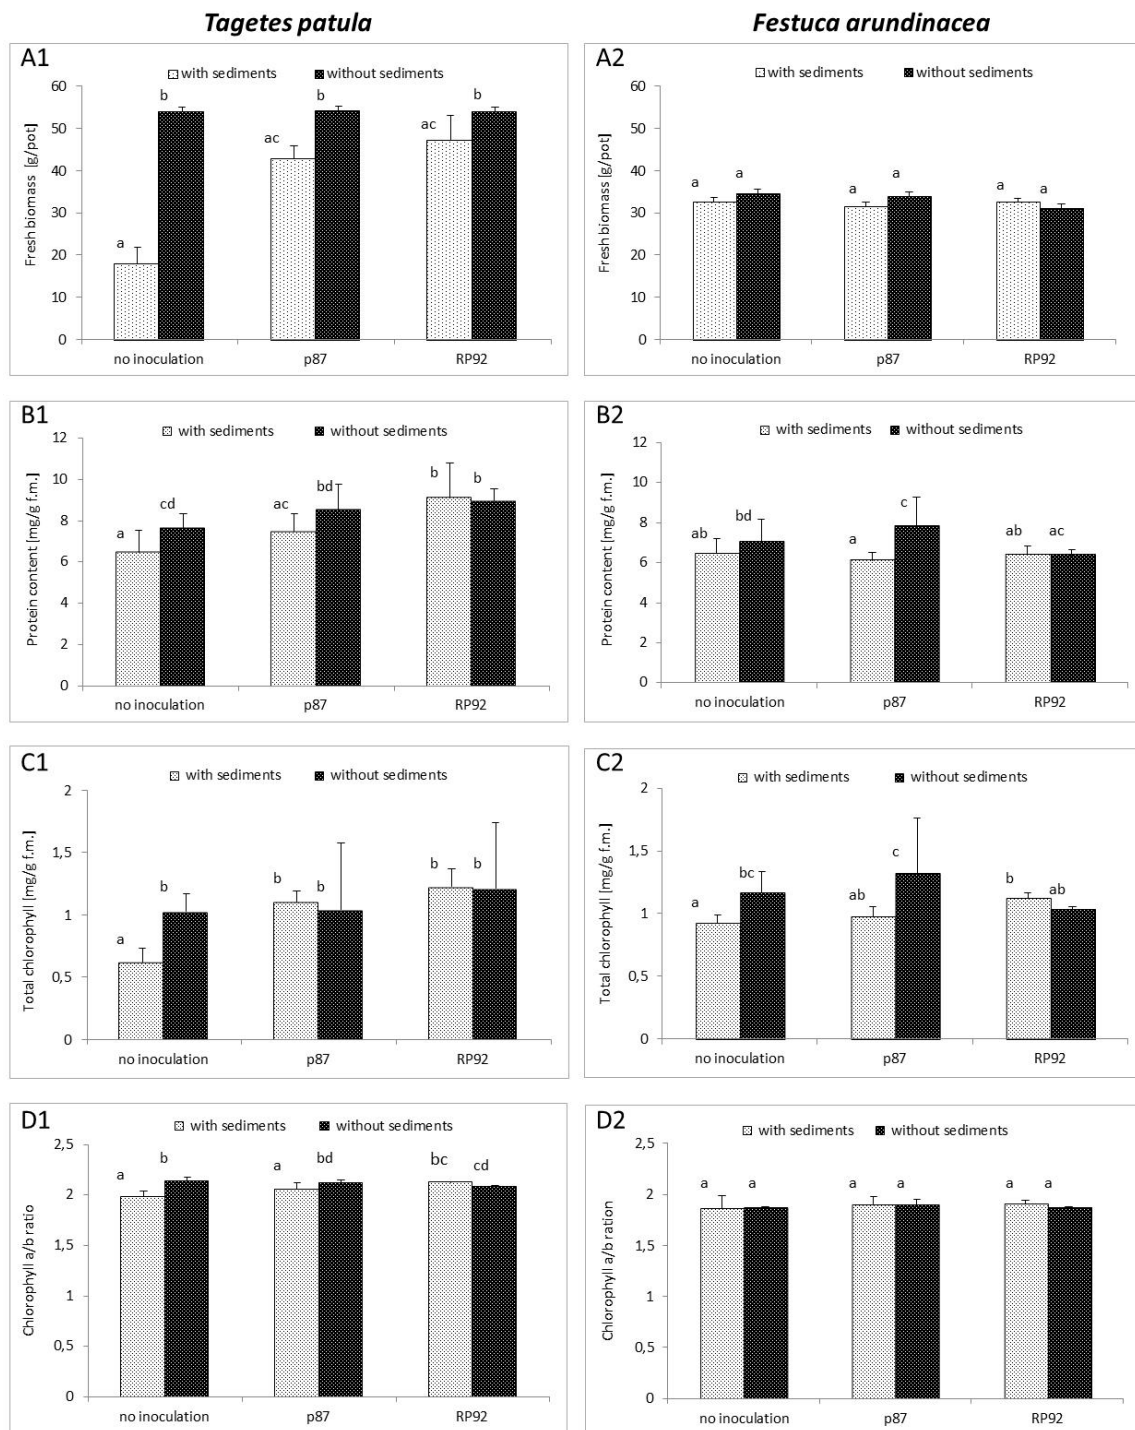 Tagetes patula
Festuca arundinacea
A1
with sediments without sediments
Fresh biomass [g/pot]
60
50
40
30
20
10
0
a b ac b ac b
no inoculation p87 RP92
A2
with sediments without sediments
Fresh biomass [g/pot]
60
50
40
30
20
10
0
a a a a a a
no inoculation p87 RP92
B1
with sediments without sediments
Protein content [mg/g f.m.]
12
10
8
6
4
2
0
a cd ac bd b b
no inoculation p87 RP92
B2
with sediments without sediments
Protein content [mg/g f.m.]
12
10
8
6
4
2
0
ab bd a c ab ac
no inoculation p87 RP92
C1
with sediments without sediments
Total chlorophyll [mg/g f.m.]
2
1,5
1
0,5
0
a b b b b b
no inoculation p87 RP92
C2
with sediments without sediments
Total chlorophyll [mg/g f.m.]
2
1,5
1
0,5
0
a bc ab c b ab
no inoculation p87 RP92
D1
with sediments without sediments
Chlorophyll a/b ratio
2,5
2
1,5
1
0,5
0
a b a bd bc cd
no inoculation p87 RP92
D2
with sediments without sediments
Chlorophyll a/b ration
2,5
2
1,5
1
0,5
0
a a a a a a
no inoculation p87 RP92